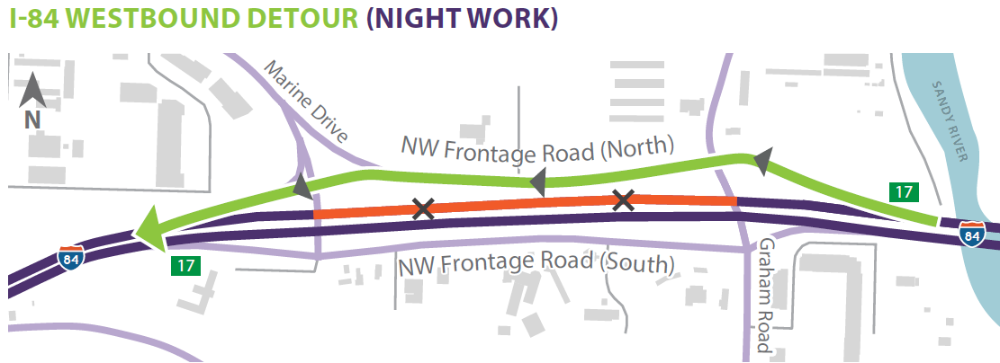 I-84 WESTBOUND DETOUR (NIGHT WORK)
N
Marine Drive
NW Frontage Road (North)
SANDY RIVER
17
84
84
17
NW Frontage Road (South)
Graham Road